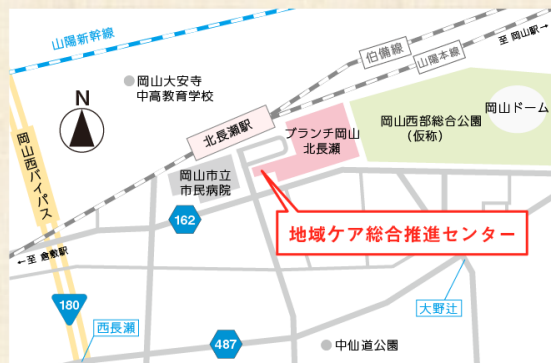 山陽新幹線
至 岡山駅→
伯備線
山陽本線
岡山大安寺
中高教育学校
N
岡山西バイパス
北長瀬駅
ブランチ岡山
北長瀬
岡山西部総合公園
(仮称)
岡山ドーム
岡山市立
市民病院
162
地域ケア総合推進センター
←至 倉敷駅
180
大野辻
西長瀬
487
中仙道公園